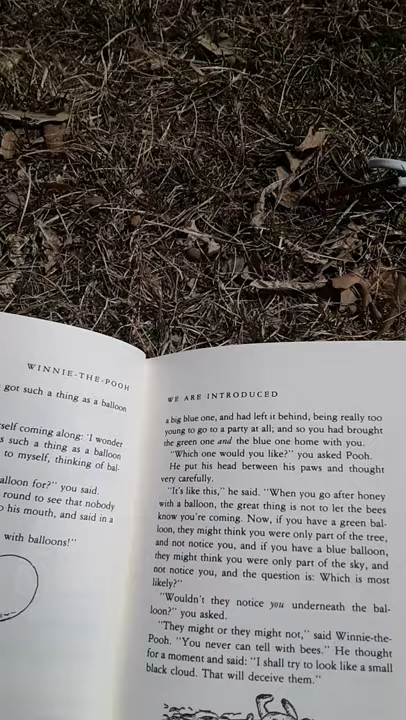 WINNIE-THE-POOH
got such a thing as a balloon
self coming along: 'I wonder
s such a thing as a balloon
to myself, thinking of bal-
alloon for?" you said.
round to see that nobody
o his mouth, and said in a
with balloons!"
WE ARE INTRODUCED
a big blue one, and had left it behind, being really too
young to go to a party at all; and so you had brought
the green one and the blue one home with you.
"Which one would you like?" you asked Pooh.
He put his head between his paws and thought
very carefully.
"It's like this," he said. "When you go after honey
with a balloon, the great thing is not to let the bees
know you're coming. Now, if you have a green bal-
loon, they might think you were only part of the tree,
and not notice you, and if you have a blue balloon,
they might think you were only part of the sky, and
not notice you, and the question is: Which is most
likely?"
"Wouldn't they notice you underneath the bal-
loon?" you asked.
"They might or they might not," said Winnie-the-
Pooh. "You never can tell with bees." He thought
for a moment and said: "I shall try to look like a small
black cloud. That will deceive them."